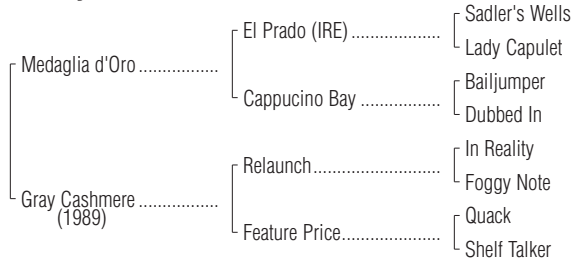 Sadler's Wells
El Prado (IRE) ..................
Lady Capulet
Medaglia d'Oro ................
Bailjumper
Cappucino Bay ................
Dubbed In
In Reality
Relaunch.........................
Foggy Note
Gray Cashmere ................
(1989)
Quack
Feature Price....................
Shelf Talker